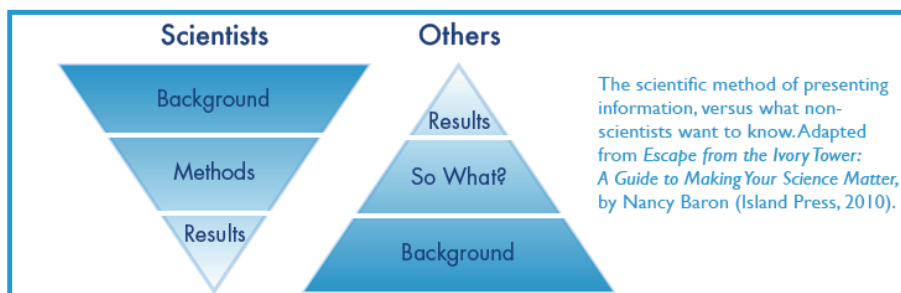 Scientists
Background
Methods
Results
Others
Results
So What?
Background
The scientific method of presenting
information, versus what non-
scientists want to know. Adapted
from Escape from the Ivory Tower:
A Guide to Making Your Science Matter,
by Nancy Baron (Island Press, 2010).